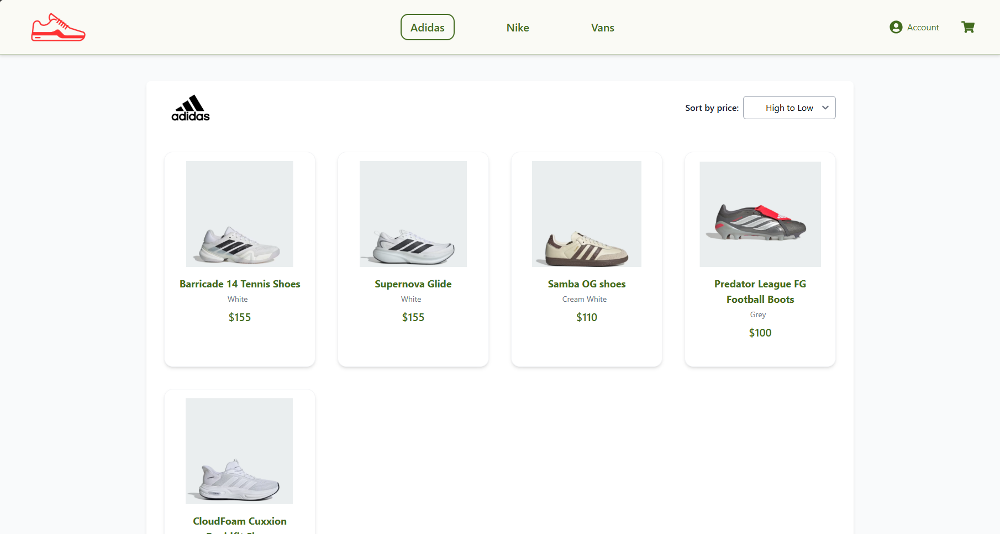 Adidas
Nike
Vans
Account
adidas
Sort by price:
High to Low
Barricade 14 Tennis Shoes
White
$155
Supernova Glide
White
$155
Samba OG shoes
Cream White
$110
Predator League FG
Football Boots
Grey
$100
CloudFoam Cuxxion